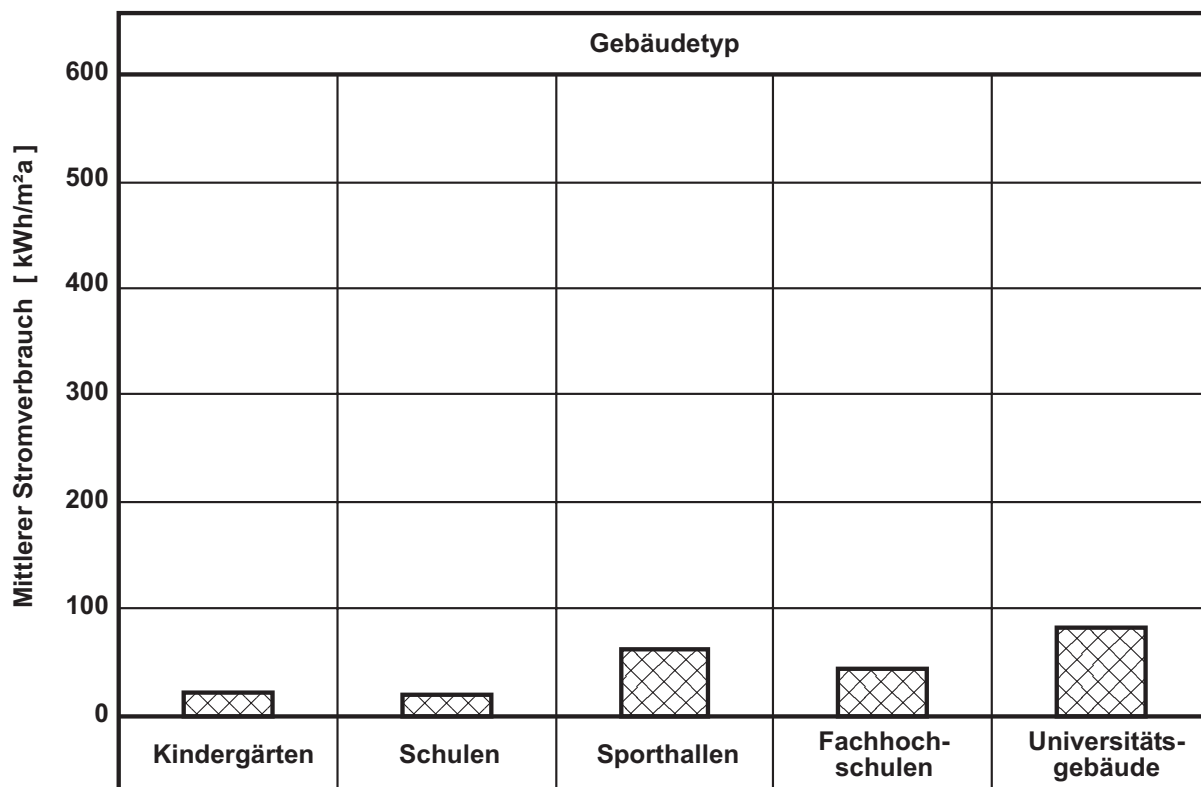 Gebäudetyp
Mittlerer Stromverbrauch [ kWh/m²a ]
600
500
400
300
200
100
0
Kindergärten
Schulen
Sporthallen
Fachhoch-
schulen
Universitäts-
gebäude